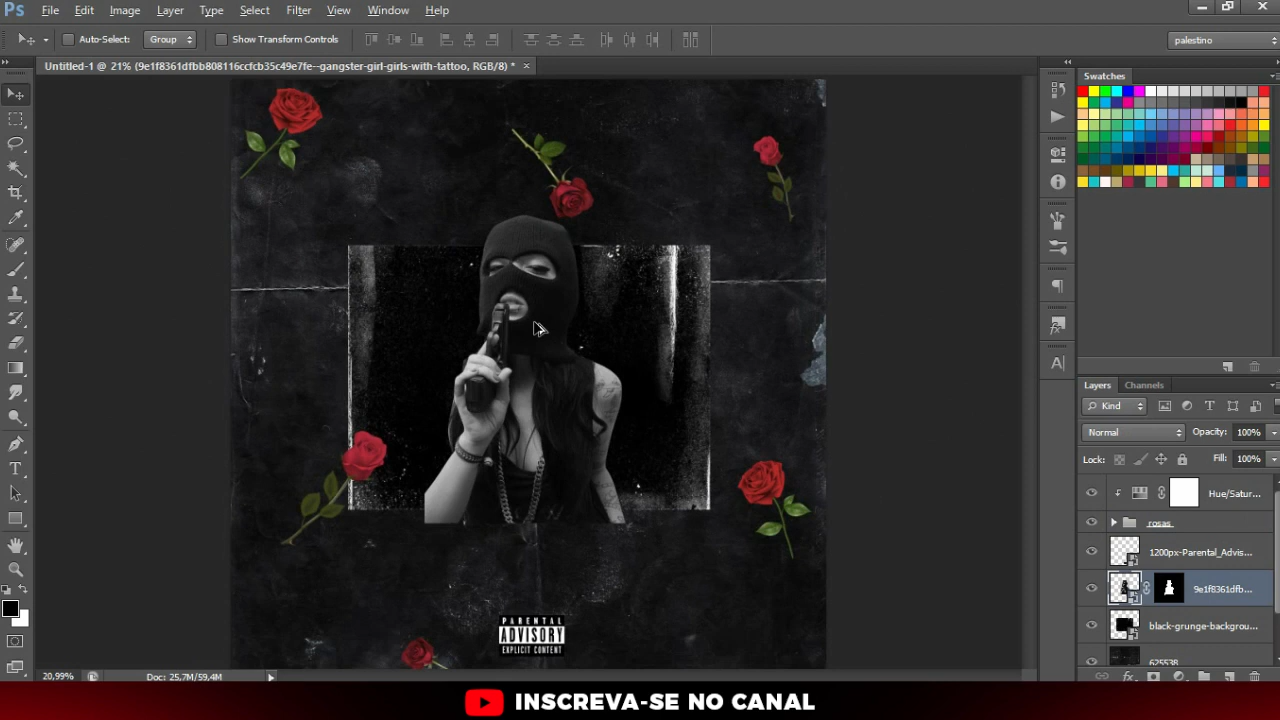 Ps File Edit Image Layer Type Select Filter View Window Help
Auto-Select: Group Show Transform Controls palestino
Untitled-1 @ 21% (9e1f8361dfbb808116ccfcb35c49e7fe--gangster-girl-girls-with-tattoo, RGB/8) * ×
Swatches
Layers Channels
Kind
Normal Opacity: 100%
Lock: Fill: 100%
Hue/Satur...
rosas
1200px-Parental_Advis...
9e1f8361dfb...
black-grunge-backgrou...
625538
PARENTAL
ADVISORY
EXPLICIT CONTENT
20,99% Doc: 25,7M/59,4M
INSCREVA-SE NO CANAL